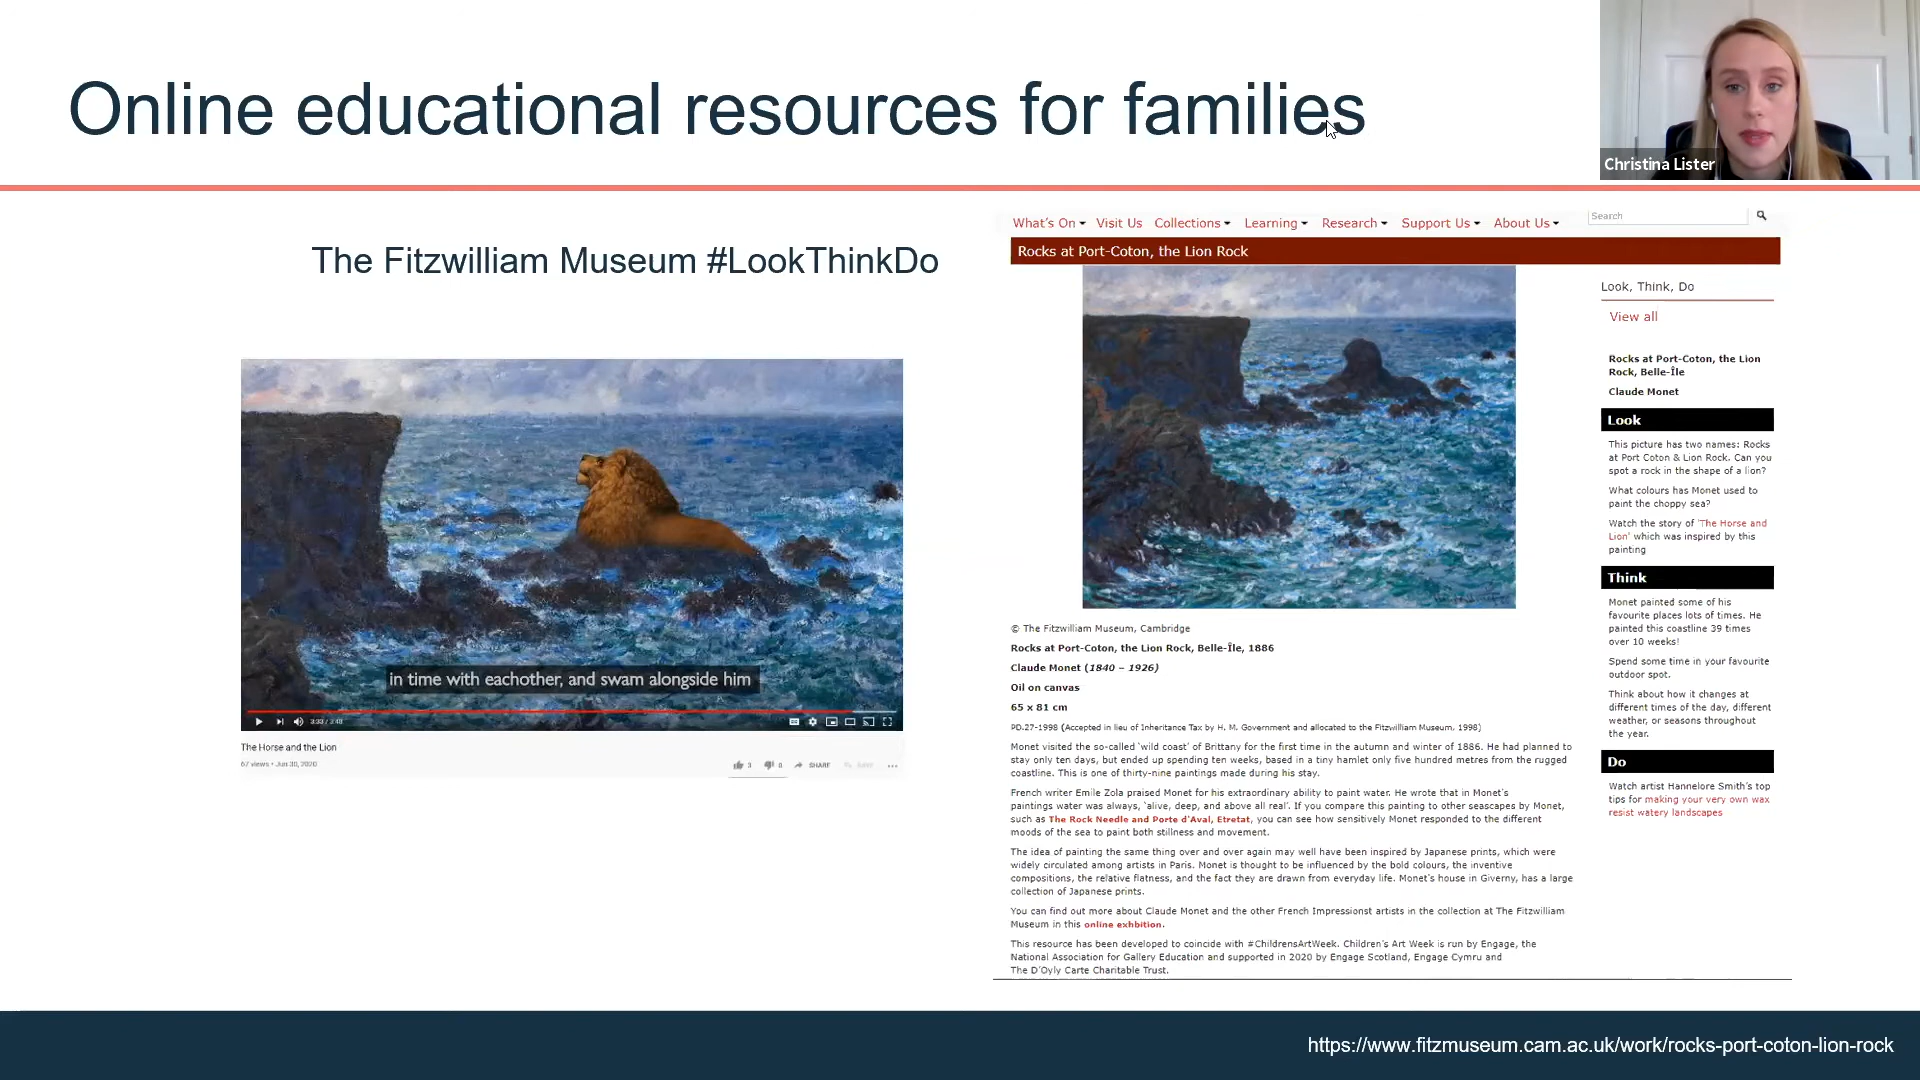 Online educational resources for families
Christina Lister
The Fitzwilliam Museum #LookThinkDo
in time with eachother, and swam alongside him
3:33 / 3:48
The Horse and the Lion
67 views • Jun 30, 2020
3
0
SHARE
SAVE
What's On
Visit Us
Collections
Learning
Research
Support Us
About Us
Search
Rocks at Port-Coton, the Lion Rock
© The Fitzwilliam Museum, Cambridge
Rocks at Port-Coton, the Lion Rock, Belle-Île, 1886
Claude Monet (1840 – 1926)
Oil on canvas
65 x 81 cm
PD.27-1998 (Accepted in lieu of Inheritance Tax by H. M. Government and allocated to the Fitzwilliam Museum, 1998)
Monet visited the so-called 'wild coast' of Brittany for the first time in the autumn and winter of 1886. He had planned to
stay only ten days, but ended up spending ten weeks, based in a tiny hamlet only five hundred metres from the rugged
coastline. This is one of thirty-nine paintings made during his stay.
French writer Emile Zola praised Monet for his extraordinary ability to paint water. He wrote that in Monet's
paintings water was always, 'alive, deep, and above all real'. If you compare this painting to other seascapes by Monet,
such as The Rock Needle and Porte d'Aval, Etretat, you can see how sensitively Monet responded to the different
moods of the sea to paint both stillness and movement.
The idea of painting the same thing over and over again may well have been inspired by Japanese prints, which were
widely circulated among artists in Paris. Monet is thought to be influenced by the bold colours, the inventive
compositions, the relative flatness, and the fact they are drawn from everyday life. Monet's house in Giverny, has a large
collection of Japanese prints.
You can find out more about Claude Monet and the other French Impressionst artists in the collection at The Fitzwilliam
Museum in this online exhbition.
This resource has been developed to coincide with #ChildrensArtWeek. Children's Art Week is run by Engage, the
National Association for Gallery Education and supported in 2020 by Engage Scotland, Engage Cymru and
The D'Oyly Carte Charitable Trust.
Look, Think, Do
View all
Rocks at Port-Coton, the Lion
Rock, Belle-Île
Claude Monet
Look
This picture has two names: Rocks
at Port Coton & Lion Rock. Can you
spot a rock in the shape of a lion?
What colours has Monet used to
paint the choppy sea?
Watch the story of 'The Horse and
Lion' which was inspired by this
painting
Think
Monet painted some of his
favourite places lots of times. He
painted this coastline 39 times
over 10 weeks!
Spend some time in your favourite
outdoor spot.
Think about how it changes at
different times of the day, different
weather, or seasons throughout
the year.
Do
Watch artist Hannelore Smith's top
tips for making your very own wax
resist watery landscapes
https://www.fitzmuseum.cam.ac.uk/work/rocks-port-coton-lion-rock